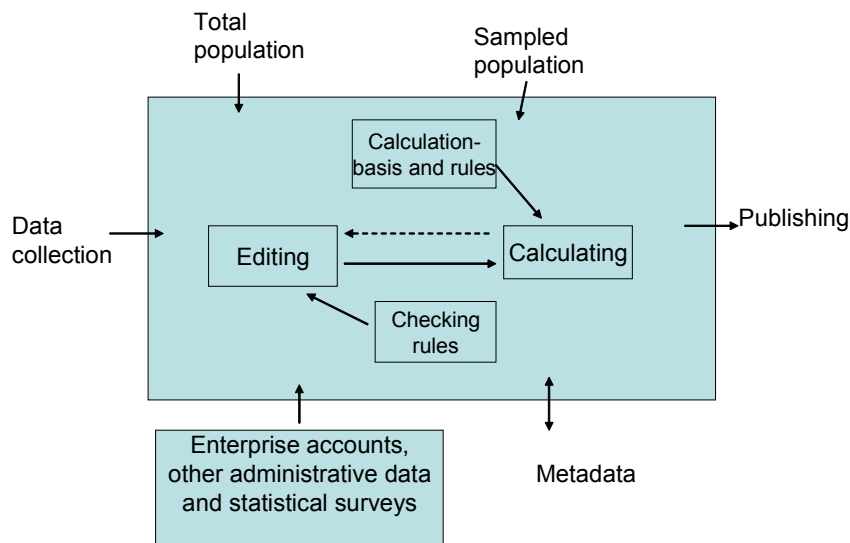 Total
population
Sampled
population
Calculation-
basis and rules
Data
collection
Publishing
Editing
Calculating
Checking
rules
Enterprise accounts,
other administrative data
and statistical surveys
Metadata